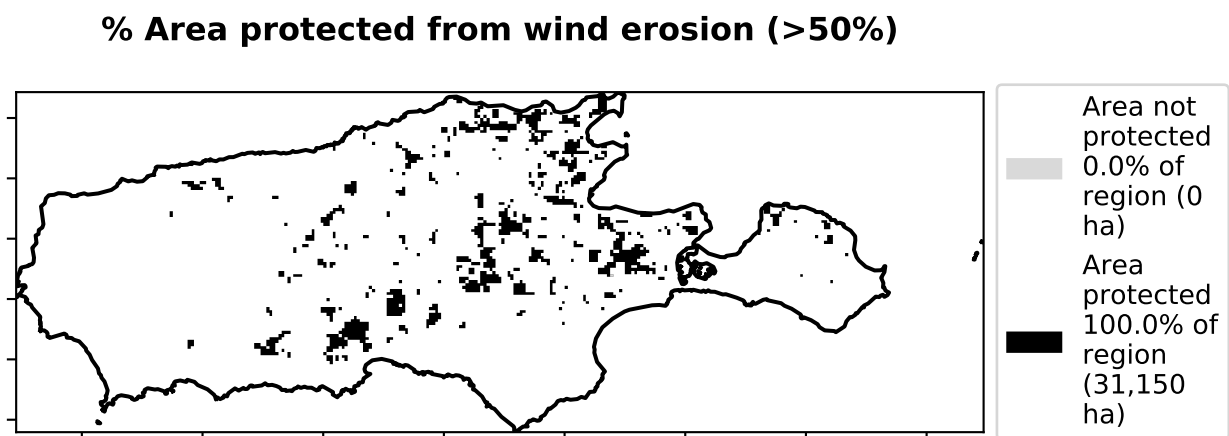 % Area protected from wind erosion (>50%)
Area not
protected
0.0% of
region (0
ha)
Area
protected
100.0% of
region
(31,150
ha)